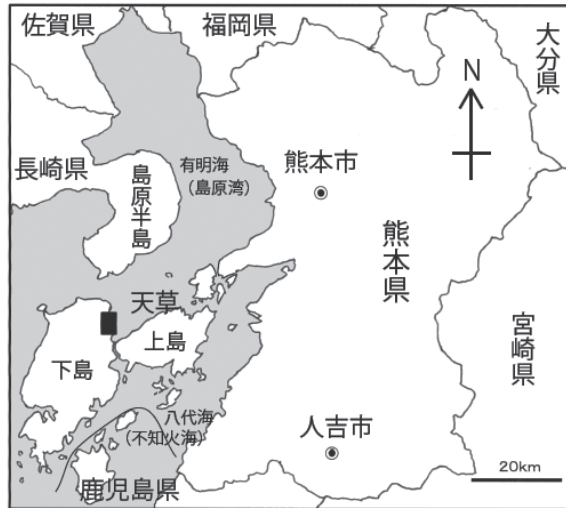 佐賀県
福岡県
大分県
N
長崎県
有明海
(島原湾)
島原半島
熊本市
熊本県
天草
上島
下島
宮崎県
八代海
(不知火海)
人吉市
鹿児島県
20km